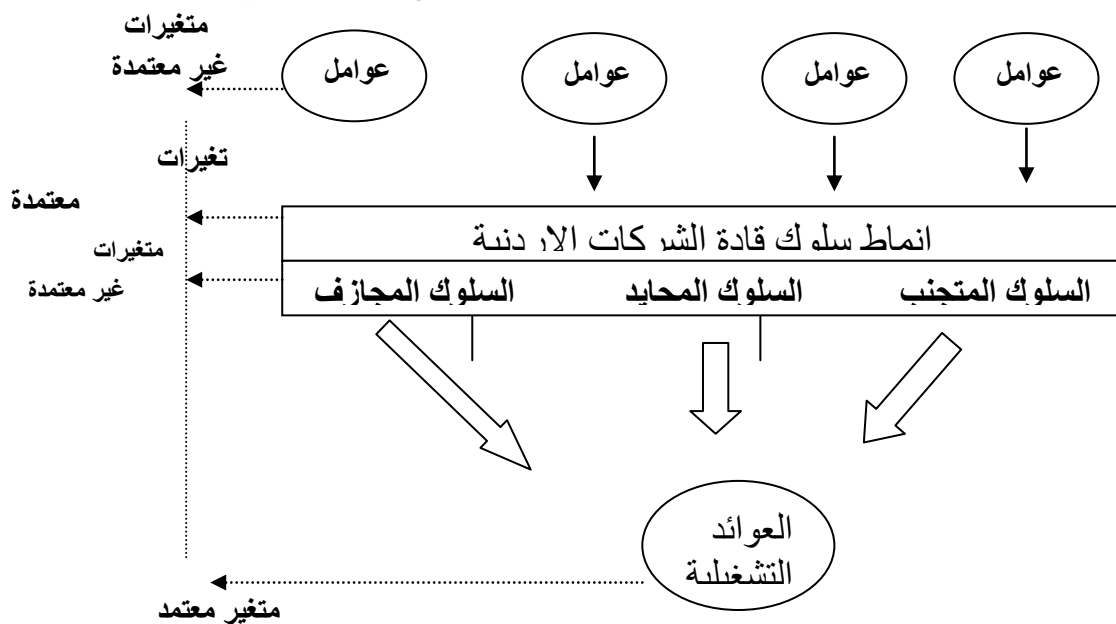 متغيرات
غير معتمدة
عوامل
عوامل
عوامل
عوامل
تغيرات
معتمدة
انماط سلوك قادة الشركات الاردنية
متغيرات
غير معتمدة
السلوك المتجنب
السلوك المحايد
السلوك المجازف
العوائد
التشغيلية
متغير معتمد